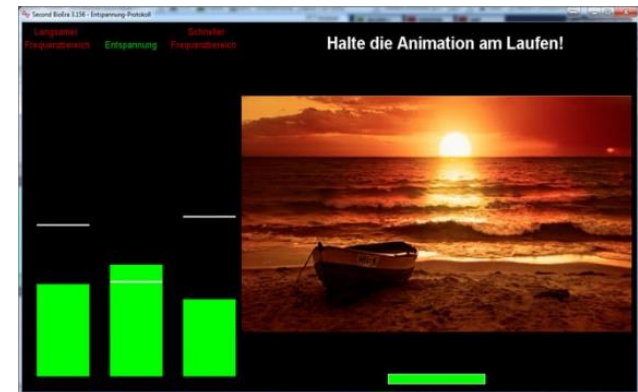 Second BioEra 3.156 - Entspannung-Protokoll
Langsamer
Frequenzbereich
Entspannung
Schneller
Frequenzbereich
Halte die Animation am Laufen!